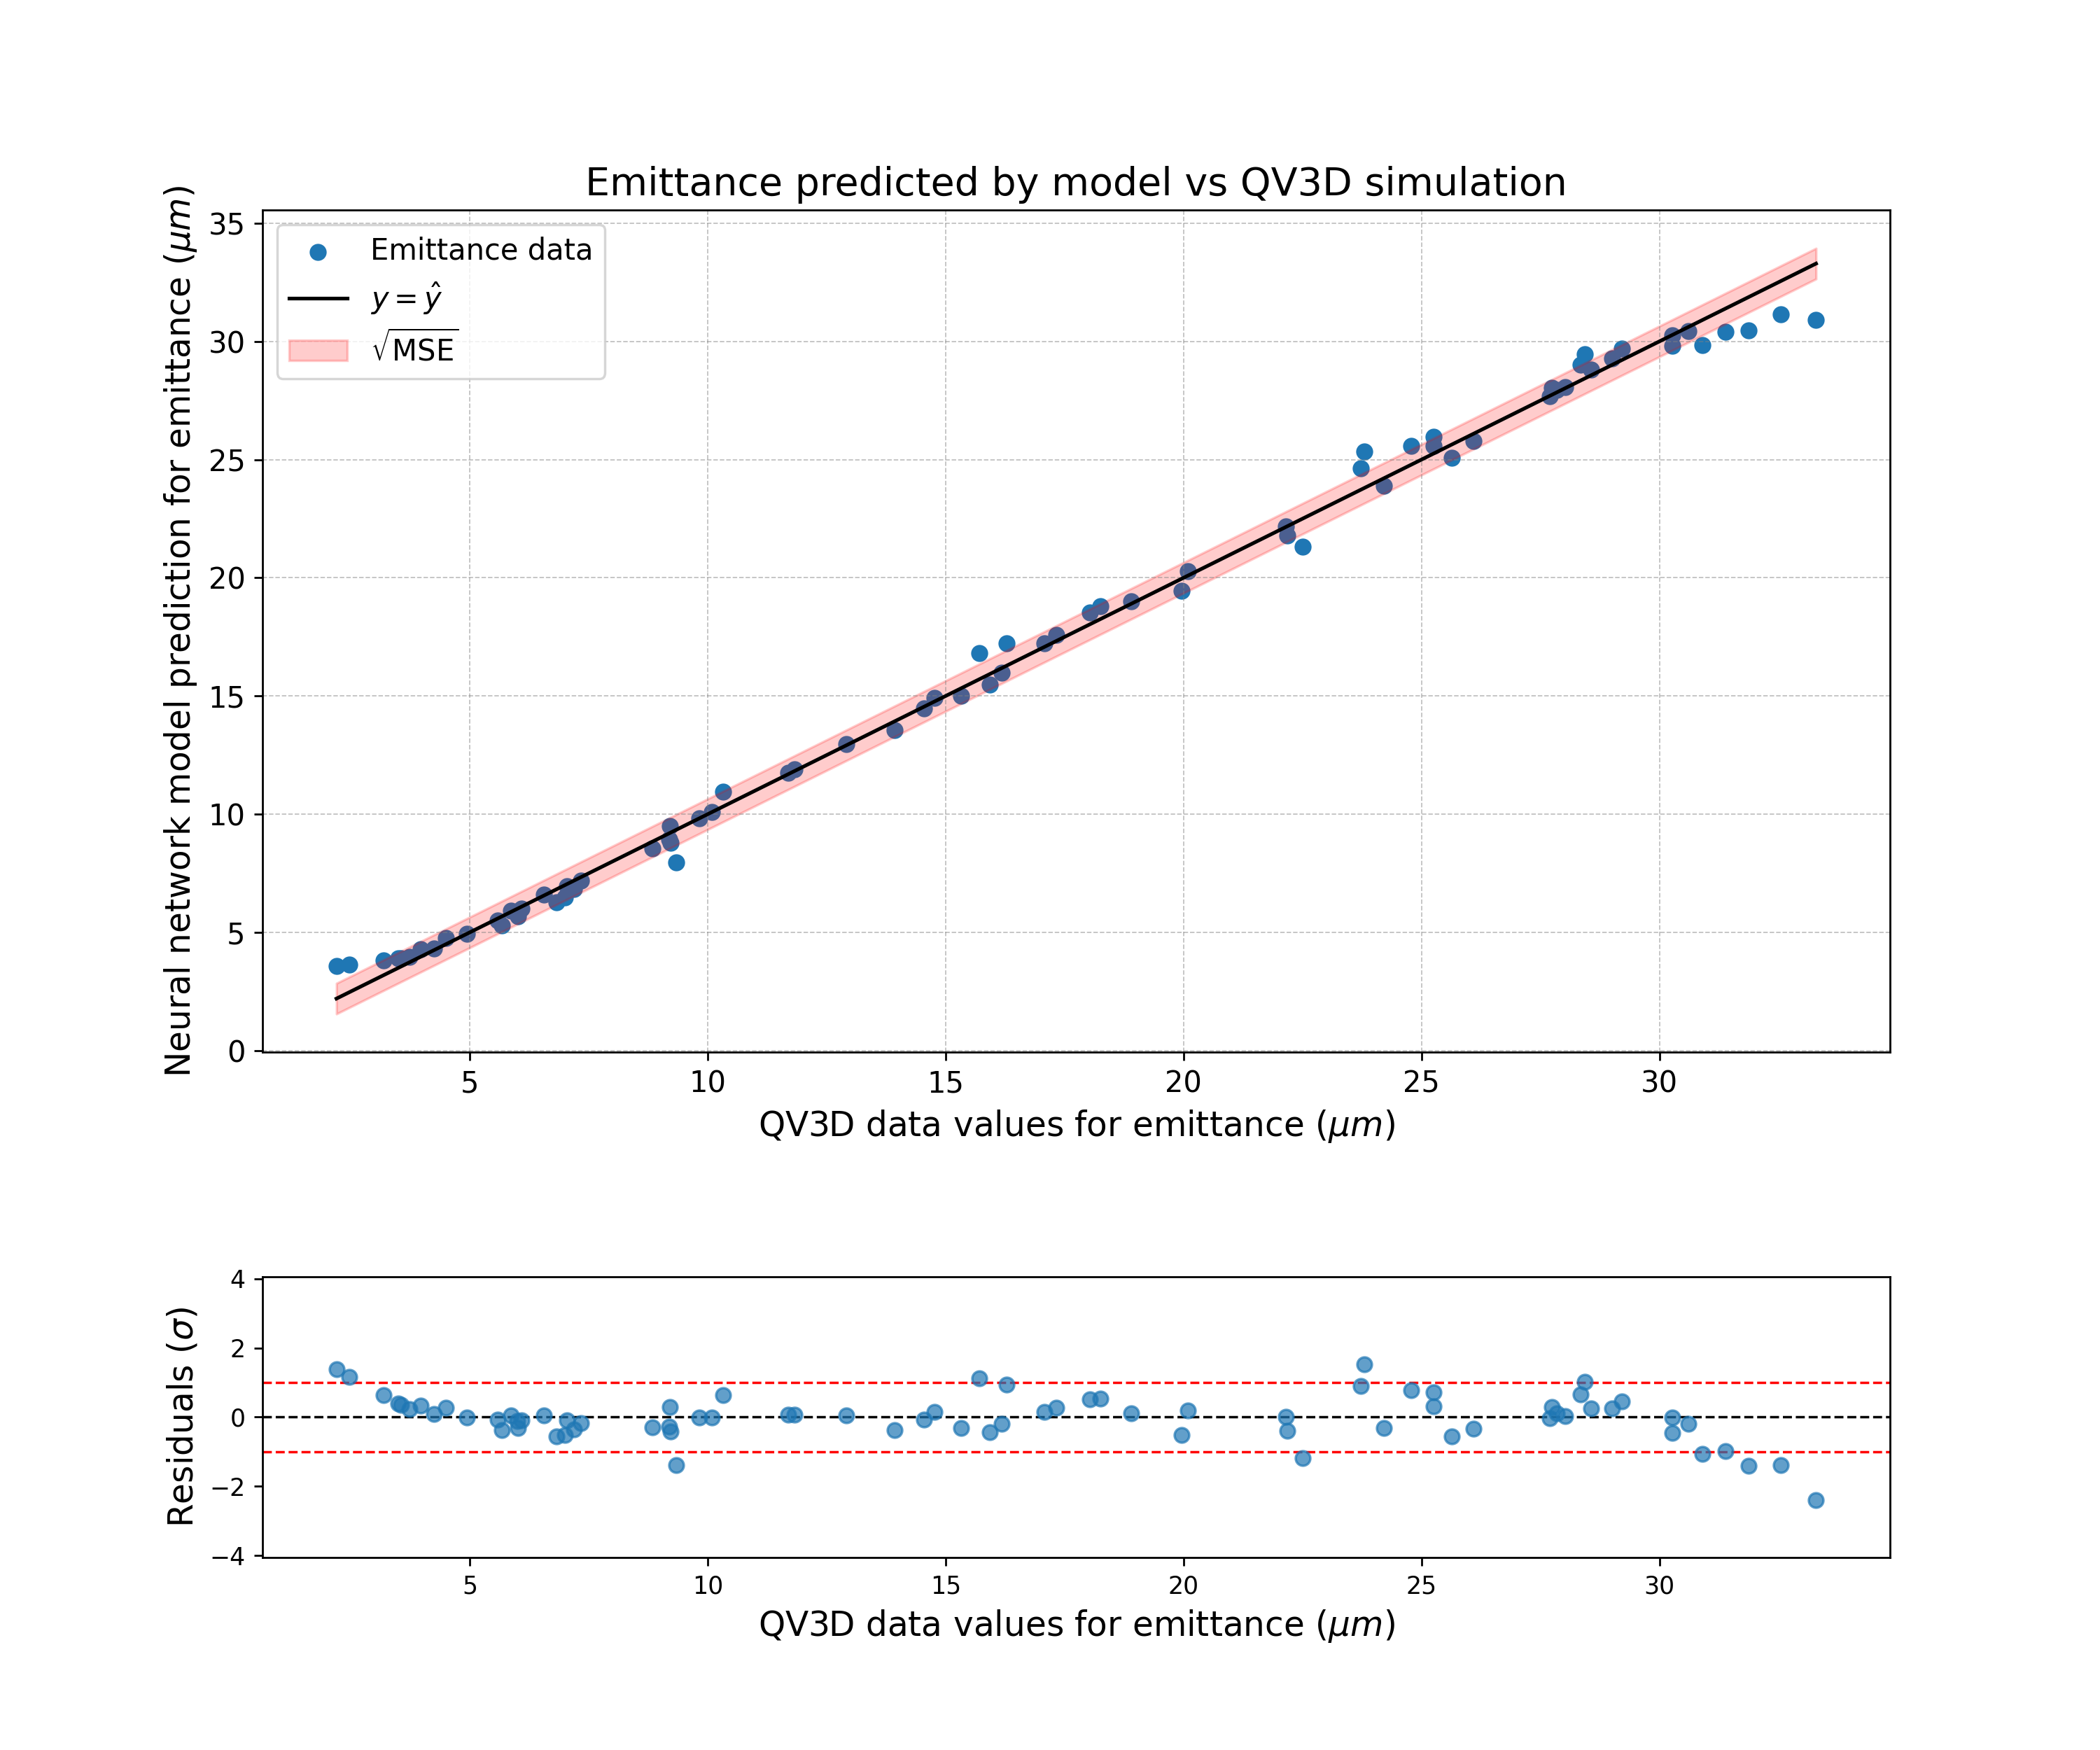 Emittance predicted by model vs QV3D simulation
Neural network model prediction for emittance (μm)
35
30
25
20
15
10
5
0
Emittance data
y = ŷ
√MSE
5 10 15 20 25 30
QV3D data values for emittance (μm)
Residuals (σ)
4
2
0
−2
−4
5 10 15 20 25 30
QV3D data values for emittance (μm)